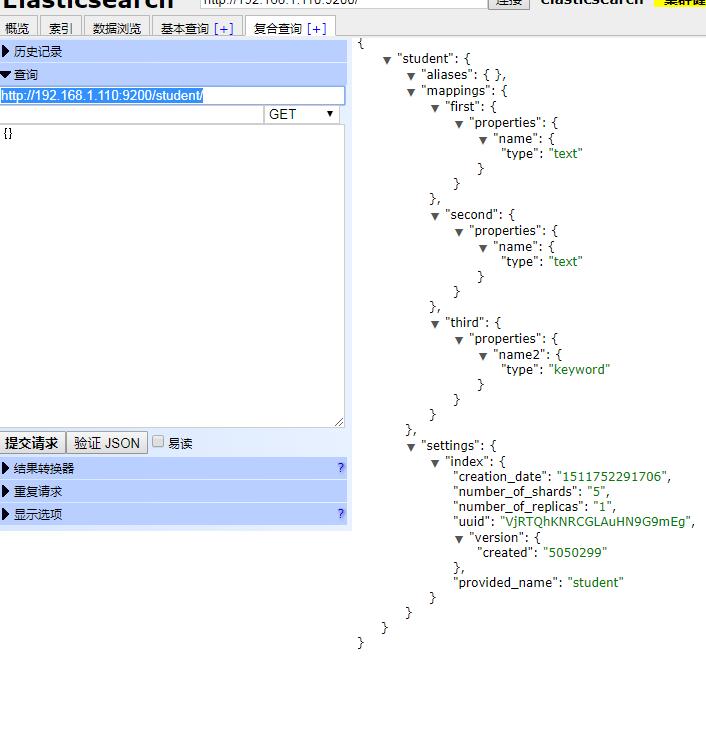 Elasticsearch http://192.168.1.110:9200/ 连接 Elasticsearch 集群健
概览 索引 数据浏览 基本查询 [+] 复合查询 [+]
历史记录
查询
http://192.168.1.110:9200/student/
GET
{}
提交请求 验证 JSON 易读
结果转换器 ?
重复请求
显示选项 ?
{
"student": {
"aliases": { },
"mappings": {
"first": {
"properties": {
"name": {
"type": "text"
}
}
},
"second": {
"properties": {
"name": {
"type": "text"
}
}
},
"third": {
"properties": {
"name2": {
"type": "keyword"
}
}
}
},
"settings": {
"index": {
"creation_date": "1511752291706",
"number_of_shards": "5",
"number_of_replicas": "1",
"uuid": "VjRTQhKNRCGLAuHN9G9mEg",
"version": {
"created": "5050299"
},
"provided_name": "student"
}
}
}
}